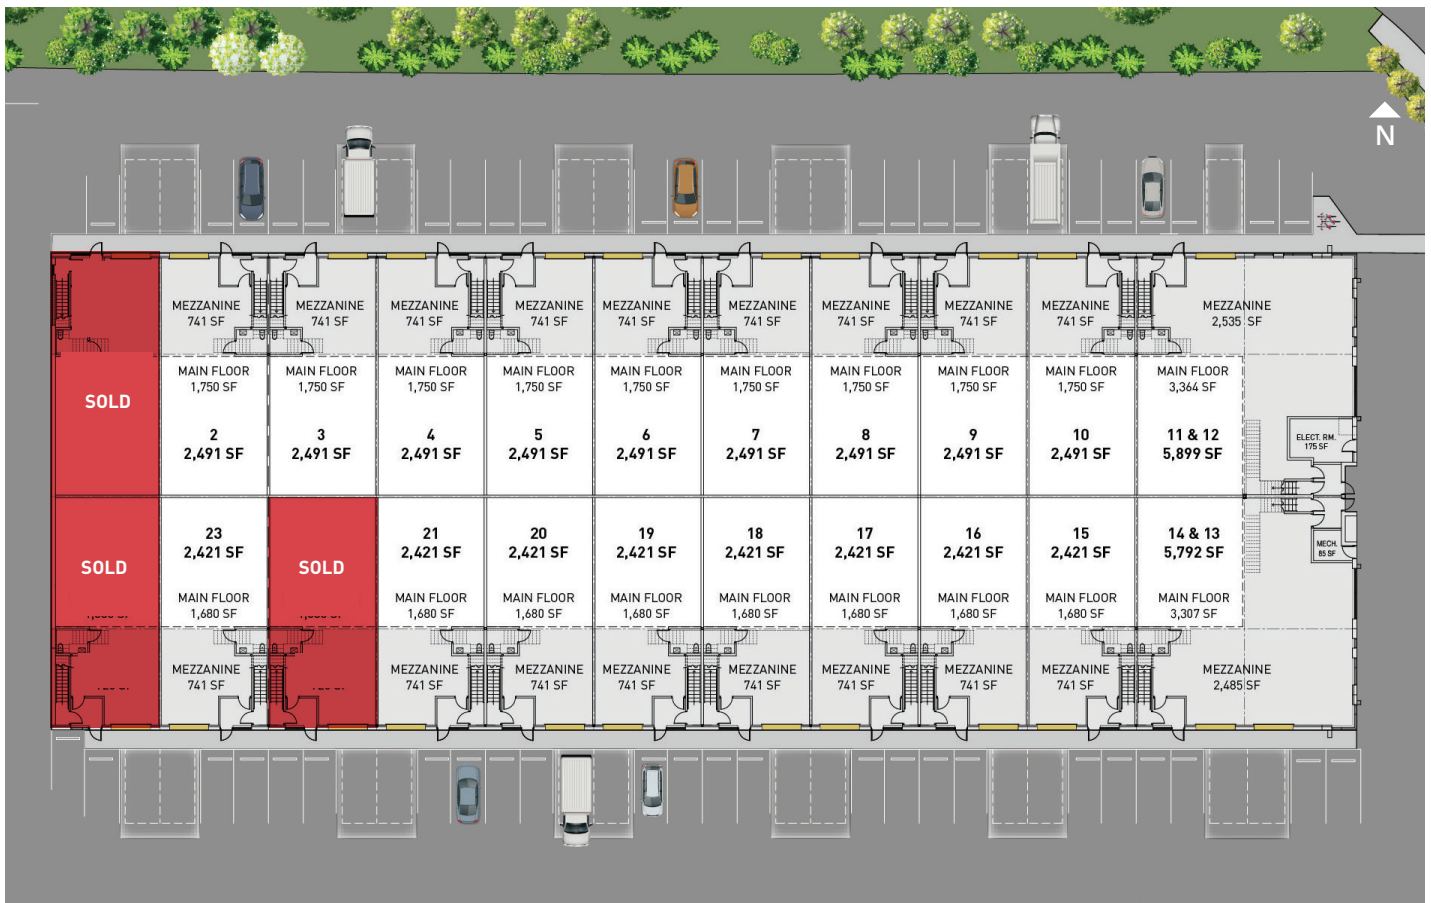 N
MEZZANINE
741 SF
MEZZANINE
741 SF
MEZZANINE
741 SF
MEZZANINE
741 SF
MEZZANINE
741 SF
MEZZANINE
741 SF
MEZZANINE
741 SF
MEZZANINE
741 SF
MEZZANINE
741 SF
MEZZANINE
2,535 SF
SOLD
MAIN FLOOR
1,750 SF
2
2,491 SF
MAIN FLOOR
1,750 SF
3
2,491 SF
MAIN FLOOR
1,750 SF
4
2,491 SF
MAIN FLOOR
1,750 SF
5
2,491 SF
MAIN FLOOR
1,750 SF
6
2,491 SF
MAIN FLOOR
1,750 SF
7
2,491 SF
MAIN FLOOR
1,750 SF
8
2,491 SF
MAIN FLOOR
1,750 SF
9
2,491 SF
MAIN FLOOR
1,750 SF
10
2,491 SF
MAIN FLOOR
3,364 SF
11 & 12
5,899 SF
ELECT. RM.
175 SF
SOLD
23
2,421 SF
MAIN FLOOR
1,680 SF
SOLD
21
2,421 SF
MAIN FLOOR
1,680 SF
20
2,421 SF
MAIN FLOOR
1,680 SF
19
2,421 SF
MAIN FLOOR
1,680 SF
18
2,421 SF
MAIN FLOOR
1,680 SF
17
2,421 SF
MAIN FLOOR
1,680 SF
16
2,421 SF
MAIN FLOOR
1,680 SF
15
2,421 SF
MAIN FLOOR
1,680 SF
14 & 13
5,792 SF
MAIN FLOOR
3,307 SF
MECH.
85 SF
MEZZANINE
741 SF
MEZZANINE
741 SF
MEZZANINE
741 SF
MEZZANINE
741 SF
MEZZANINE
741 SF
MEZZANINE
741 SF
MEZZANINE
741 SF
MEZZANINE
741 SF
MEZZANINE
2,485 SF